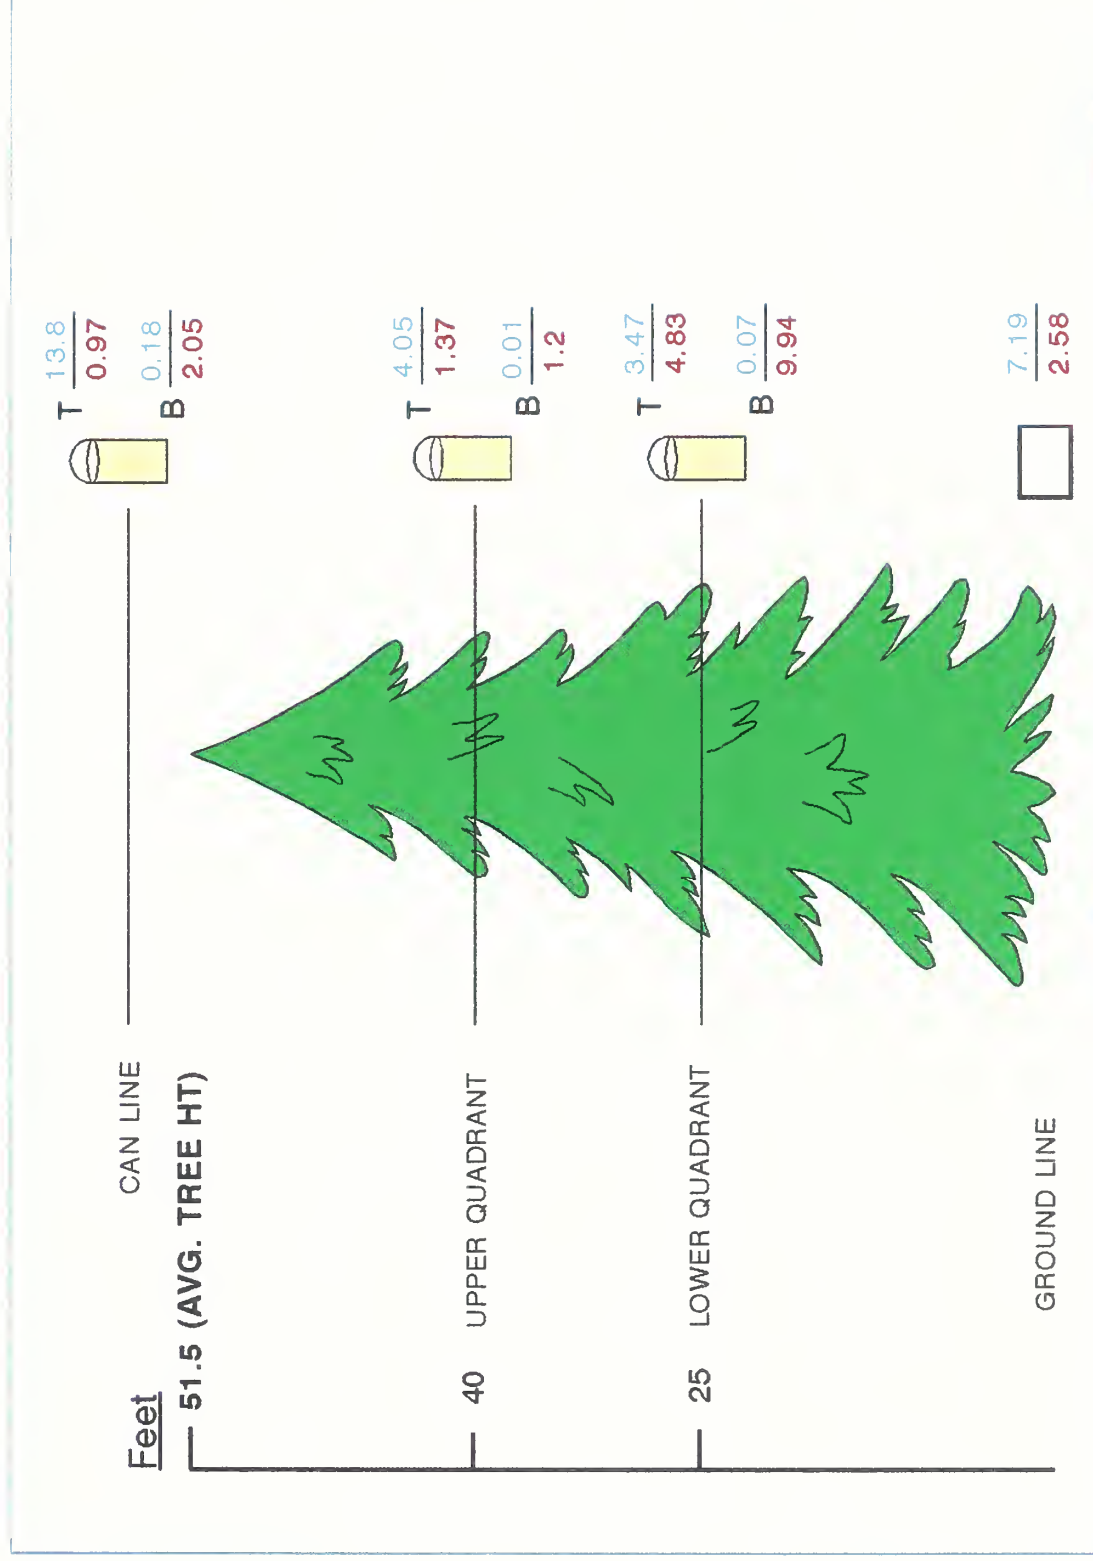 Feet
51.5 (AVG. TREE HT)
CAN LINE
T
13.8
0.97
B
0.18
2.05
40
UPPER QUADRANT
T
4.05
1.37
B
0.01
1.2
25
LOWER QUADRANT
T
3.47
4.83
B
0.07
9.94
GROUND LINE
7.19
2.58